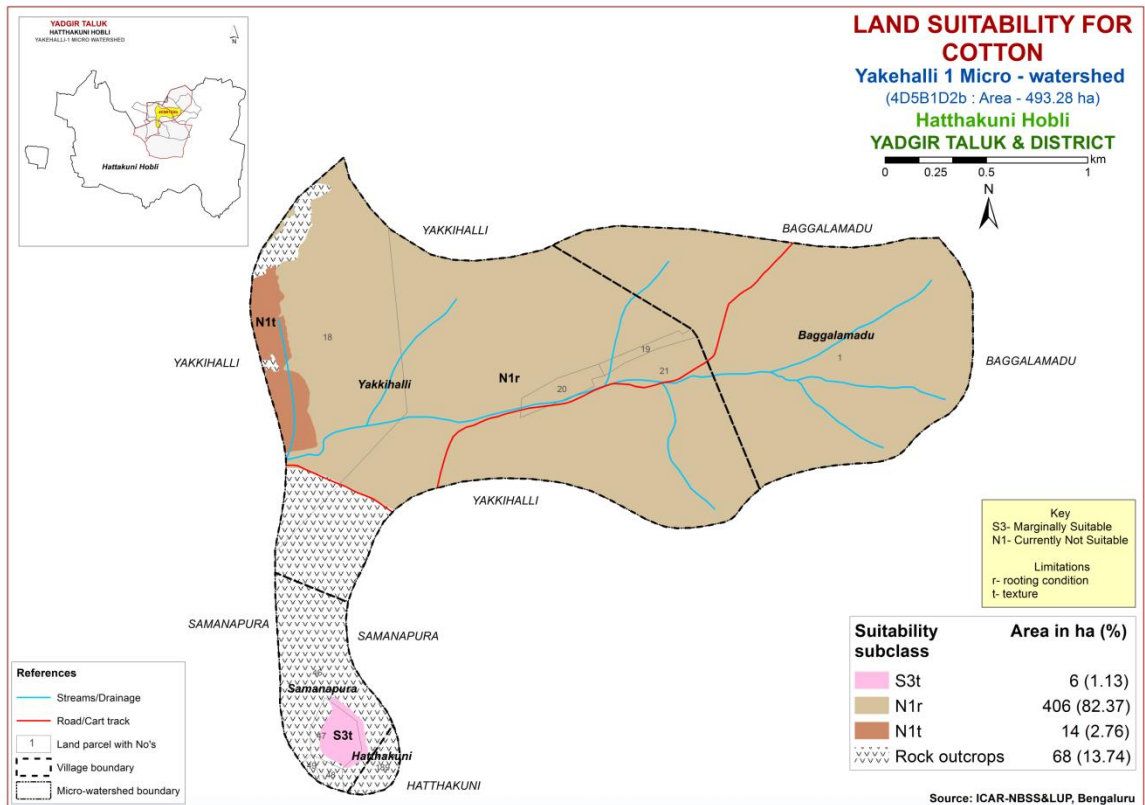 YADGIR TALUK
HATTHAKUNI HOBLI
YAKEHALLI-1 MICRO WATERSHED
N
Hattakuni Hobli
LAND SUITABILITY FOR
COTTON
Yakehalli 1 Micro - watershed
(4D5B1D2b : Area - 493.28 ha)
Hatthakuni Hobli
YADGIR TALUK & DISTRICT
km
0 0.25 0.5 1
N
YAKKIHALLI
BAGGALAMADU
N1t
18
Baggalamadu
19
1
YAKKIHALLI
BAGGALAMADU
Yakkihalli
N1r
21
20
YAKKIHALLI
SAMANAPURA
SAMANAPURA
Samanapura
47
S3t
Hatthakuni
49
48
189
HATTHAKUNI
Key
S3- Marginally Suitable
N1- Currently Not Suitable
Limitations
r- rooting condition
t- texture
Suitability Area in ha (%)
subclass
S3t 6 (1.13)
N1r 406 (82.37)
N1t 14 (2.76)
Rock outcrops 68 (13.74)
References
Streams/Drainage
Road/Cart track
1 Land parcel with No's
Village boundary
Micro-watershed boundary
Source: ICAR-NBSS&LUP, Bengaluru